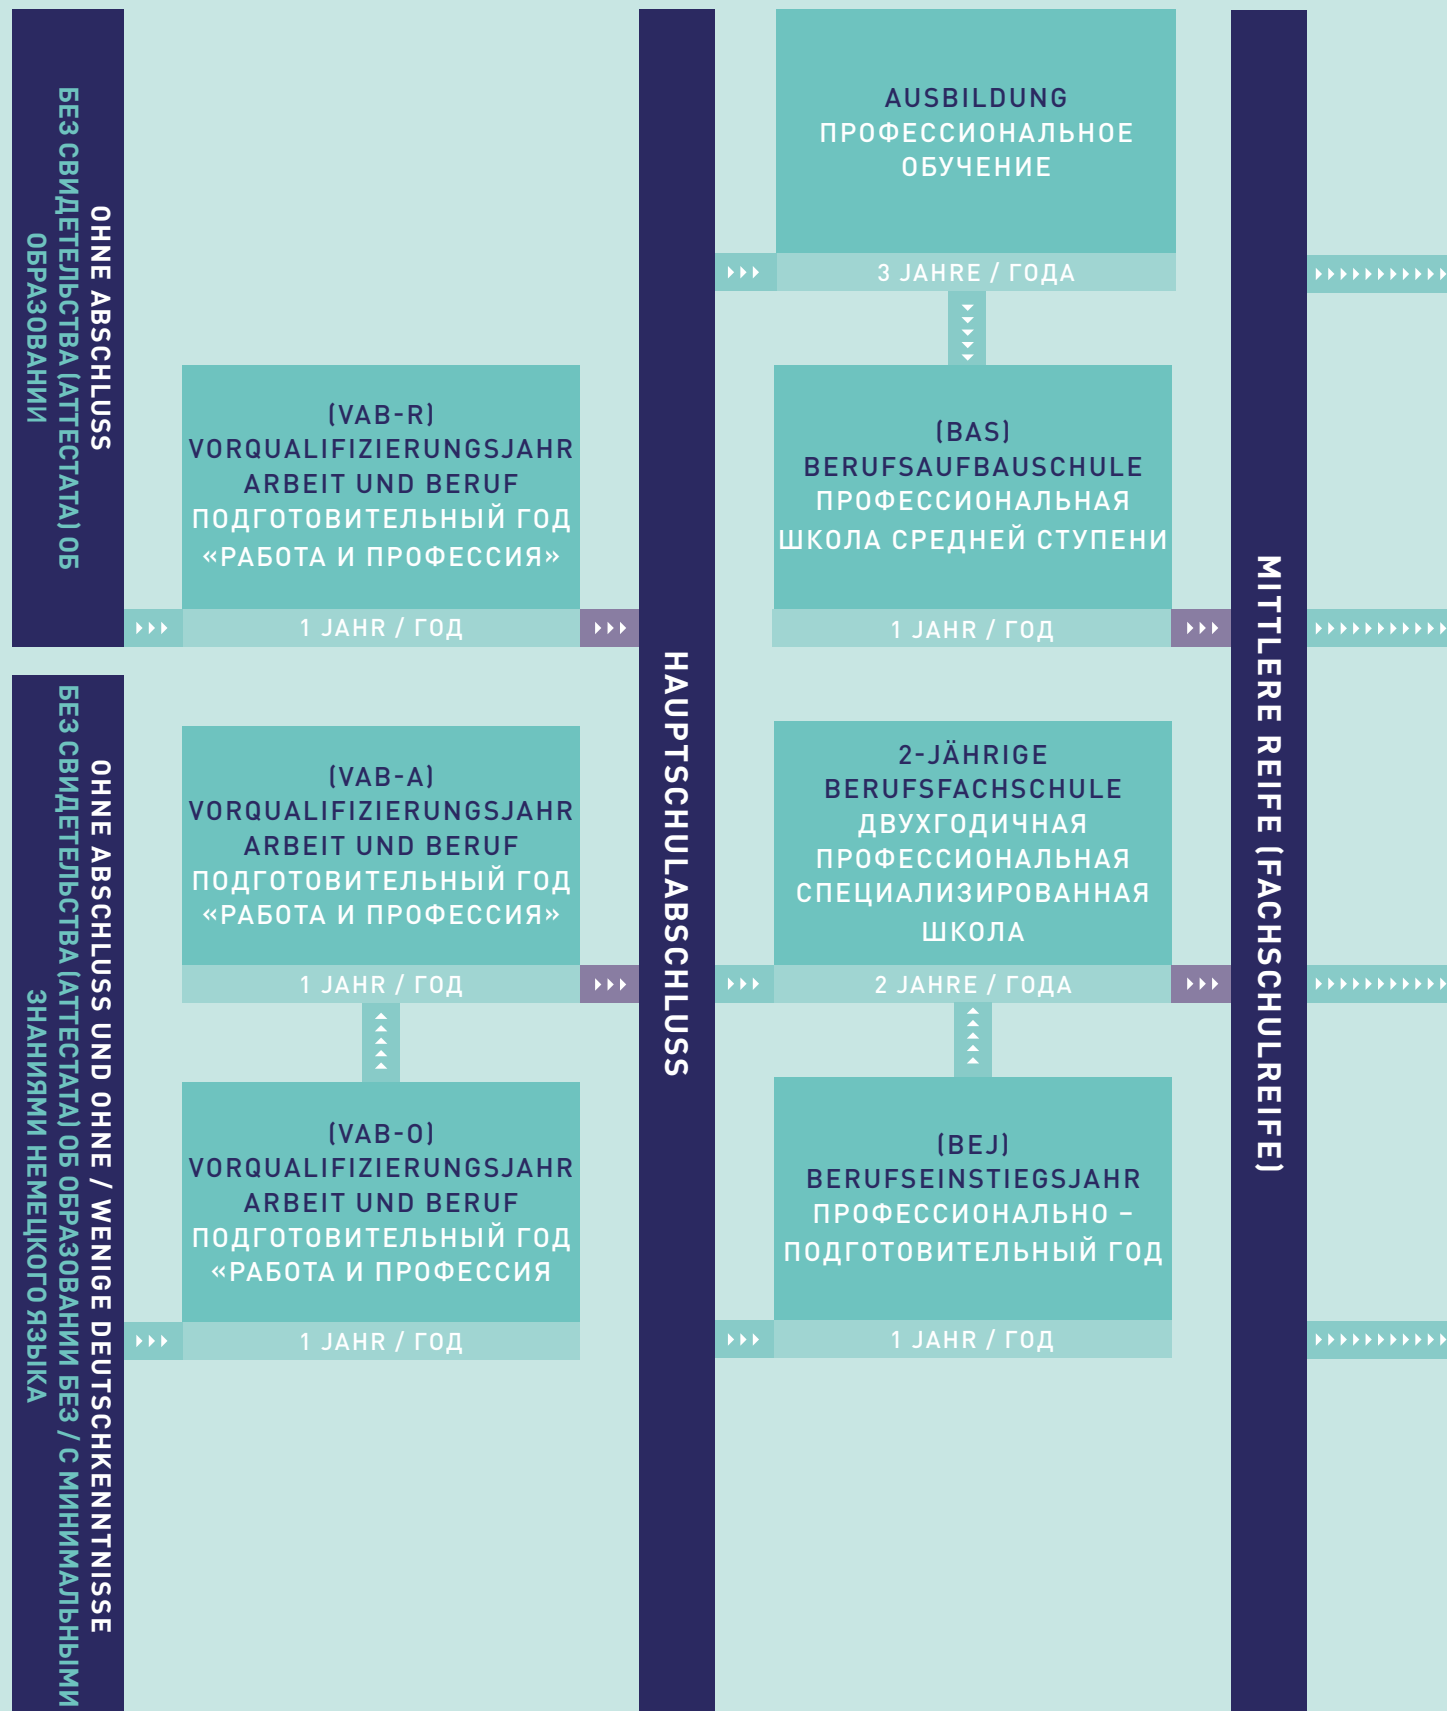 OHNE ABSCHLUSS
БЕЗ СВИДЕТЕЛЬСТВА (АТТЕСТАТА) ОБ
ОБРАЗОВАНИИ
OHNE ABSCHLUSS UND OHNE / WENIGE DEUTSCHKENNTNISSE
БЕЗ СВИДЕТЕЛЬСТВА (АТТЕСТАТА) ОБ ОБРАЗОВАНИИ БЕЗ / С МИНИМАЛЬНЫМИ
ЗНАНИЯМИ НЕМЕЦКОГО ЯЗЫКА
(VAB-R)
VORQUALIFIZIERUNGSJAHR
ARBEIT UND BERUF
ПОДГОТОВИТЕЛЬНЫЙ ГОД
«РАБОТА И ПРОФЕССИЯ»
1 JAHR / ГОД
(VAB-A)
VORQUALIFIZIERUNGSJAHR
ARBEIT UND BERUF
ПОДГОТОВИТЕЛЬНЫЙ ГОД
«РАБОТА И ПРОФЕССИЯ»
1 JAHR / ГОД
(VAB-O)
VORQUALIFIZIERUNGSJAHR
ARBEIT UND BERUF
ПОДГОТОВИТЕЛЬНЫЙ ГОД
«РАБОТА И ПРОФЕССИЯ
1 JAHR / ГОД
HAUPTSCHULABSCHLUSS
AUSBILDUNG
ПРОФЕССИОНАЛЬНОЕ
ОБУЧЕНИЕ
3 JAHRE / ГОДА
(BAS)
BERUFSAUFBAUSCHULE
ПРОФЕССИОНАЛЬНАЯ
ШКОЛА СРЕДНЕЙ СТУПЕНИ
1 JAHR / ГОД
2-JÄHRIGE
BERUFSFACHSCHULE
ДВУХГОДИЧНАЯ
ПРОФЕССИОНАЛЬНАЯ
СПЕЦИАЛИЗИРОВАННАЯ
ШКОЛА
2 JAHRE / ГОДА
(BEJ)
BERUFSEINSTIEGSJAHR
ПРОФЕССИОНАЛЬНО –
ПОДГОТОВИТЕЛЬНЫЙ ГОД
1 JAHR / ГОД
MITTLERE REIFE (FACHSCHULREIFE)